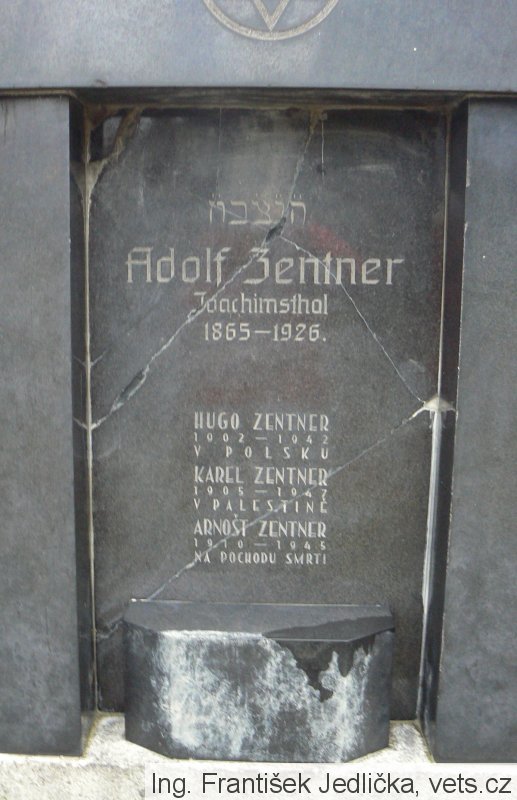 תנצבה
Adolf Zentner
Joachimsthal
1865—1926.
HUGO ZENTNER
1902 — 1942
V POLSKU
KAREL ZENTNER
1905 — 1947
V PALESTINĚ
ARNOŠT ZENTNER
1910 — 1945
NA POCHODU SMRTI
Ing. František Jedlička, vets.cz